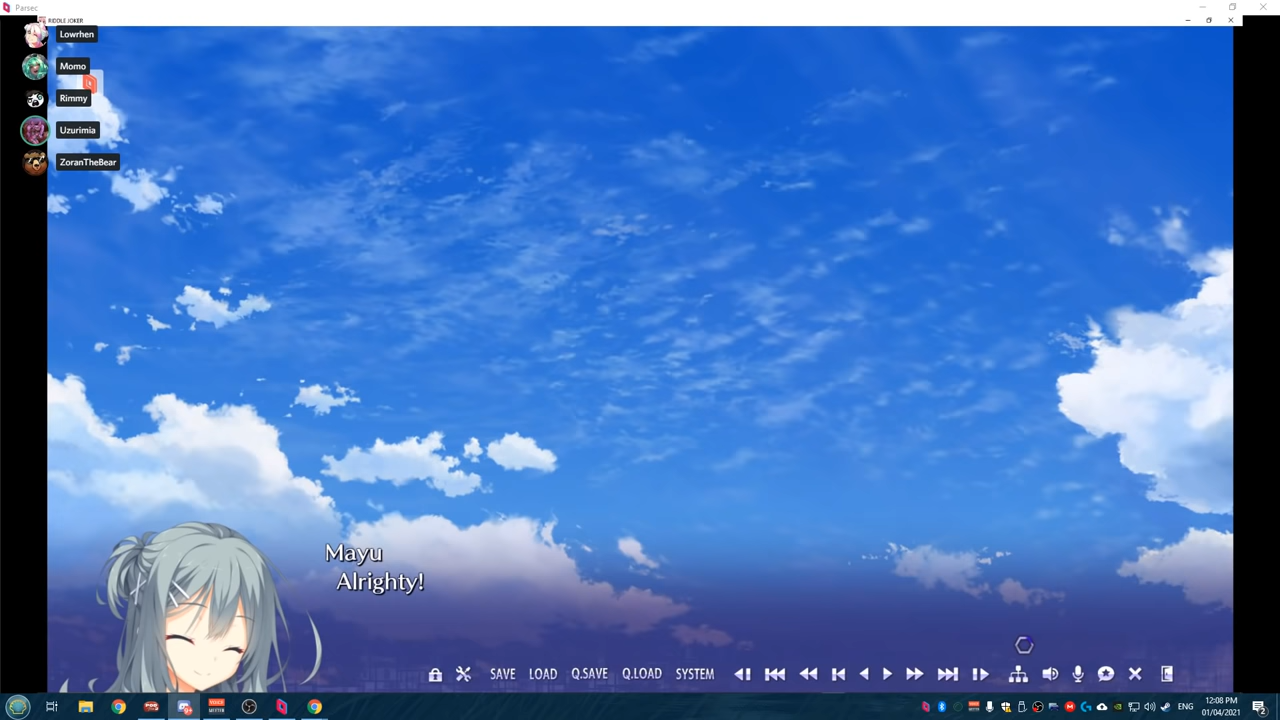 Parsec
RIDDLE JOKER
Lowrhen
Momo
Rimmy
Uzurimia
ZoranTheBear
Mayu
Alrighty!
SAVE LOAD Q.SAVE Q.LOAD SYSTEM
ENG
12:08 PM
01/04/2021
2